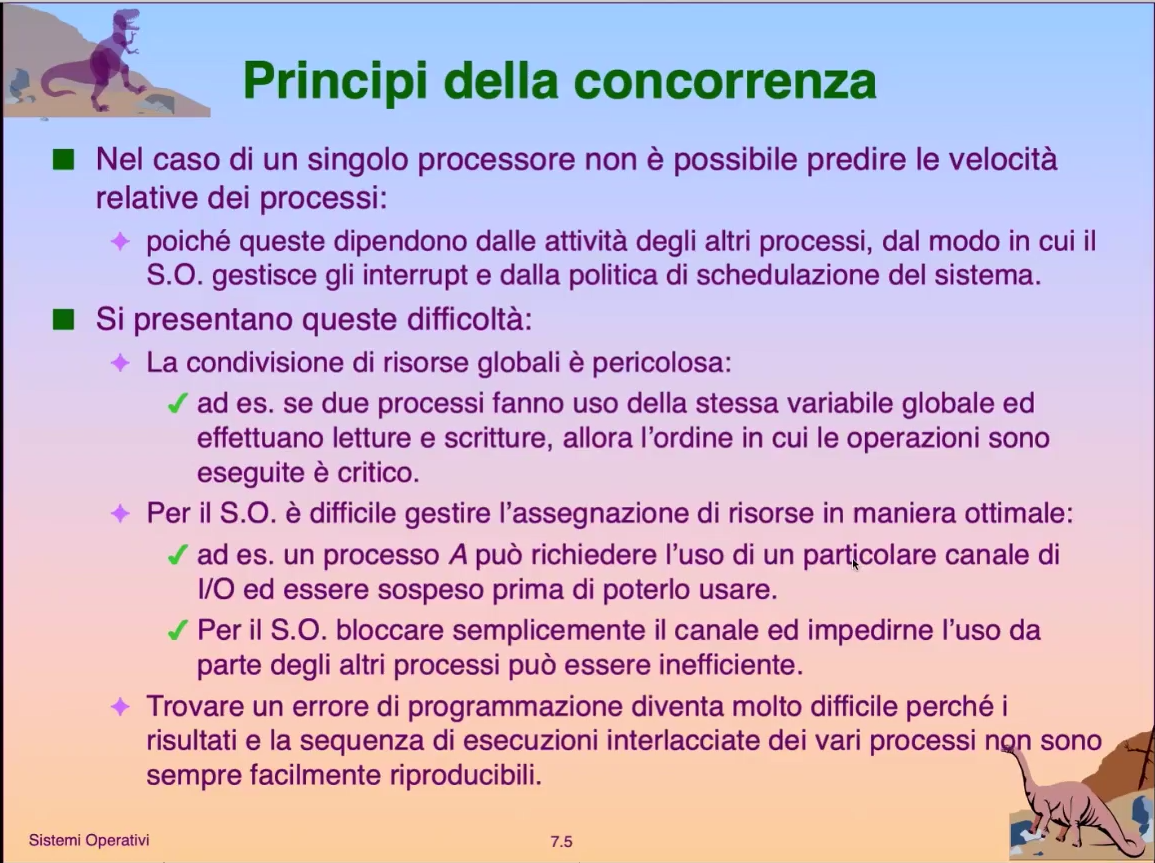 Principi della concorrenza
Nel caso di un singolo processore non è possibile predire le velocità
relative dei processi:
poiché queste dipendono dalle attività degli altri processi, dal modo in cui il
S.O. gestisce gli interrupt e dalla politica di schedulazione del sistema.
Si presentano queste difficoltà:
La condivisione di risorse globali è pericolosa:
ad es. se due processi fanno uso della stessa variabile globale ed
effettuano letture e scritture, allora l'ordine in cui le operazioni sono
eseguite è critico.
Per il S.O. è difficile gestire l'assegnazione di risorse in maniera ottimale:
ad es. un processo A può richiedere l'uso di un particolare canale di
I/O ed essere sospeso prima di poterlo usare.
Per il S.O. bloccare semplicemente il canale ed impedirne l'uso da
parte degli altri processi può essere inefficiente.
Trovare un errore di programmazione diventa molto difficile perché i
risultati e la sequenza di esecuzioni interlacciate dei vari processi non sono
sempre facilmente riproducibili.
Sistemi Operativi
7.5